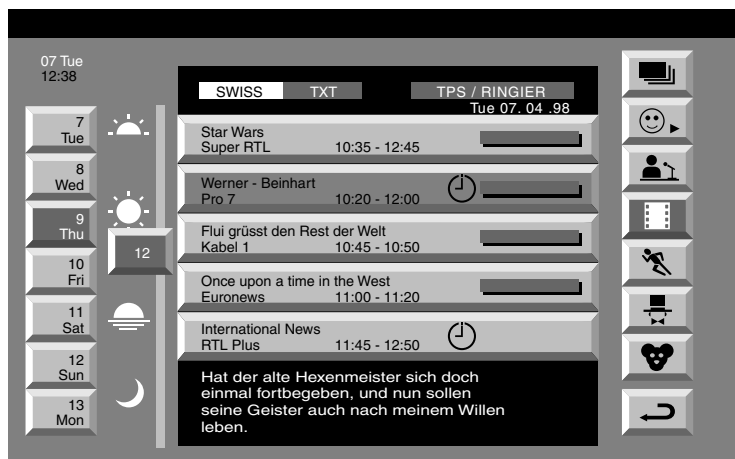 07 Tue
12:38
SWISS TXT TPS / RINGIER
Tue 07. 04 .98
7
Tue
8
Wed
9
Thu
10
Fri
11
Sat
12
Sun
13
Mon
12
Star Wars
Super RTL 10:35 - 12:45
Werner - Beinhart
Pro 7 10:20 - 12:00
Flui grüsst den Rest der Welt
Kabel 1 10:45 - 10:50
Once upon a time in the West
Euronews 11:00 - 11:20
International News
RTL Plus 11:45 - 12:50
Hat der alte Hexenmeister sich doch
einmal fortbegeben, und nun sollen
seine Geister auch nach meinem Willen
leben.